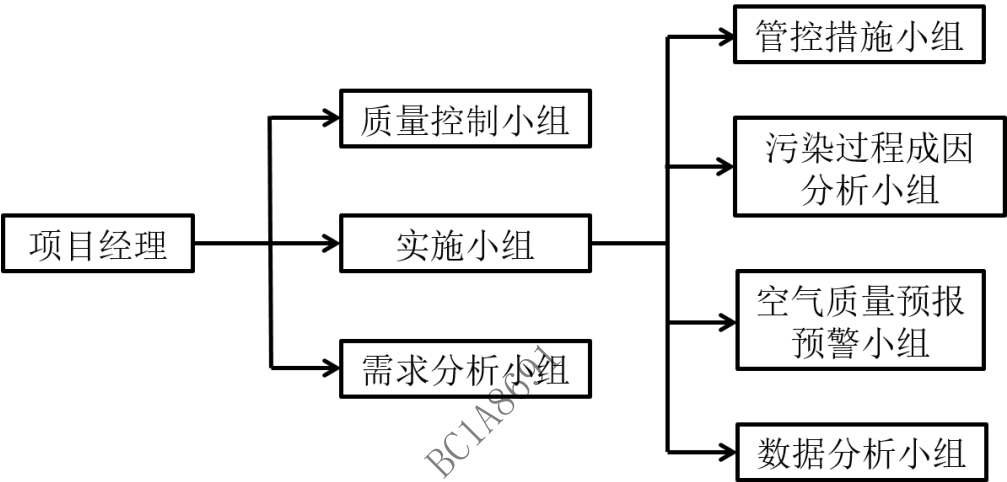 管控措施小组
质量控制小组
污染过程成因
分析小组
项目经理
实施小组
空气质量预报
预警小组
需求分析小组
数据分析小组
BC1A8691